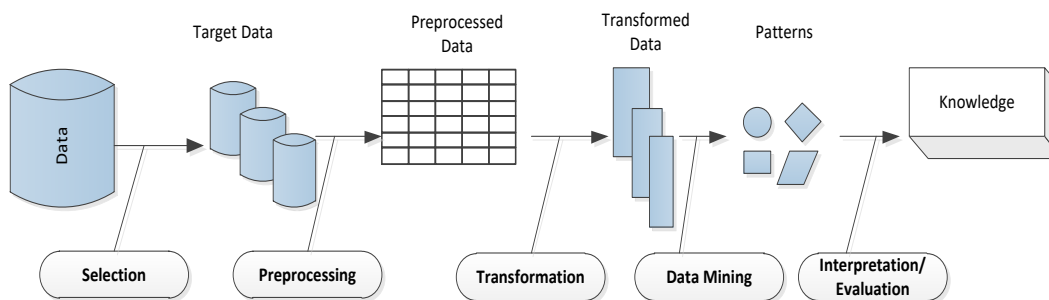 Target Data
Preprocessed
Data
Transformed
Data
Patterns
Data
Knowledge
Selection
Preprocessing
Transformation
Data Mining
Interpretation/
Evaluation